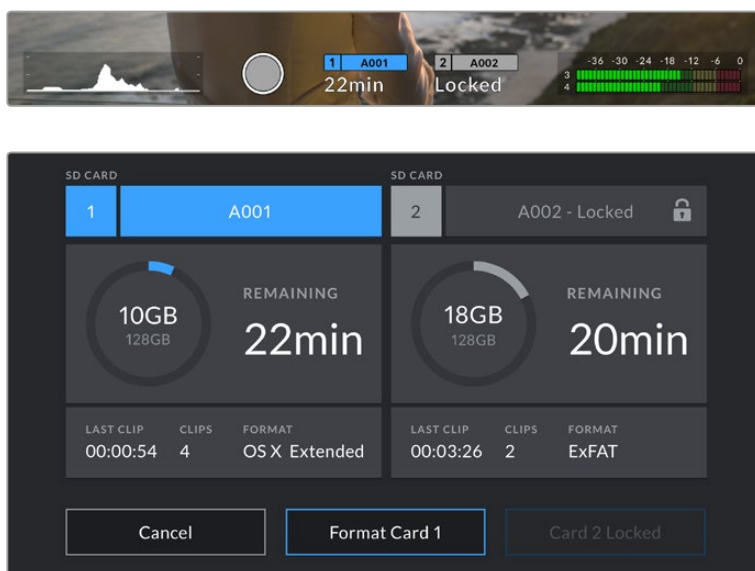 1 A001 2 A002
22min Locked
-36 -30 -24 -18 -12 -6 0
3
4
SD CARD SD CARD
1 A001 2 A002 - Locked
10GB
128GB
REMAINING
22min
18GB
128GB
REMAINING
20min
LAST CLIP CLIPS FORMAT
00:00:54 4 OS X Extended
LAST CLIP CLIPS FORMAT
00:03:26 2 ExFAT
Cancel Format Card 1 Card 2 Locked